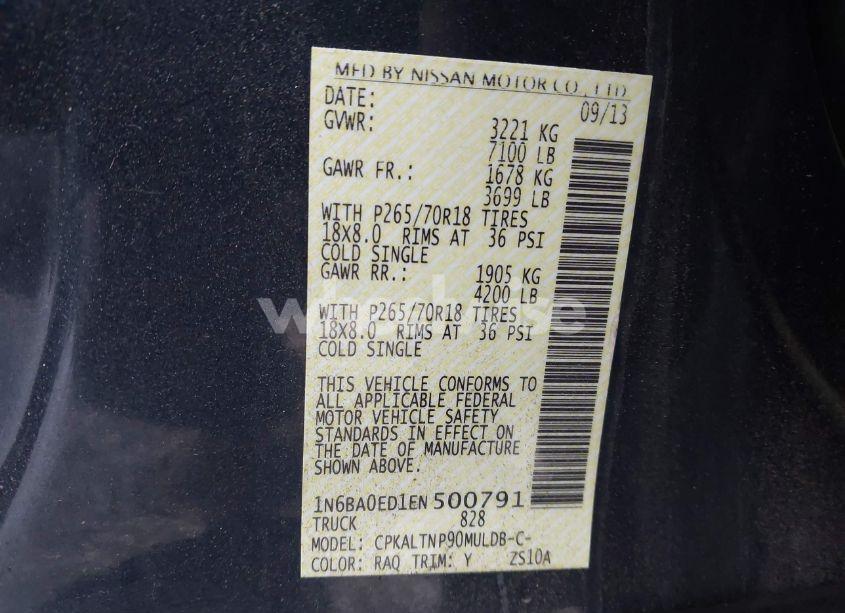 MFD BY NISSAN MOTOR CO., LTD.
DATE: 09/13
GVWR: 3221 KG
7100 LB
GAWR FR.: 1678 KG
3699 LB
WITH P265/70R18 TIRES
18X8.0 RIMS AT 36 PSI
COLD SINGLE
GAWR RR.: 1905 KG
4200 LB
WITH P265/70R18 TIRES
18X8.0 RIMS AT 36 PSI
COLD SINGLE
THIS VEHICLE CONFORMS TO
ALL APPLICABLE FEDERAL
MOTOR VEHICLE SAFETY
STANDARDS IN EFFECT ON
THE DATE OF MANUFACTURE
SHOWN ABOVE.
1N6BA0ED1EN500791
TRUCK 828
MODEL: CPKALTNP90MULDB-C-
COLOR: RAQ TRIM: Y ZS10A